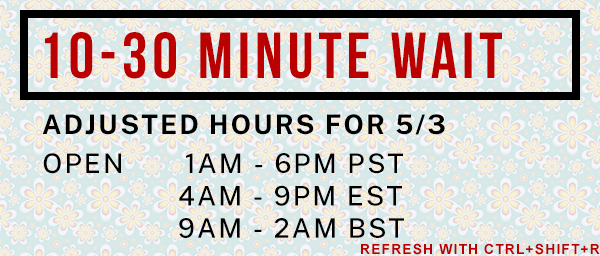 10-30 MINUTE WAIT
ADJUSTED HOURS FOR 5/3
OPEN 1AM - 6PM PST
4AM - 9PM EST
9AM - 2AM BST
REFRESH WITH CTRL+SHIFT+R